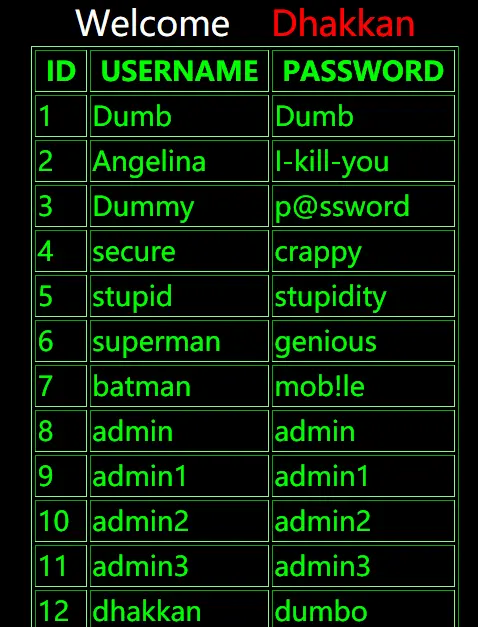 Welcome Dhakkan
ID USERNAME PASSWORD
1 Dumb Dumb
2 Angelina I-kill-you
3 Dummy p@ssword
4 secure crappy
5 stupid stupidity
6 superman genious
7 batman mob!le
8 admin admin
9 admin1 admin1
10 admin2 admin2
11 admin3 admin3
12 dhakkan dumbo